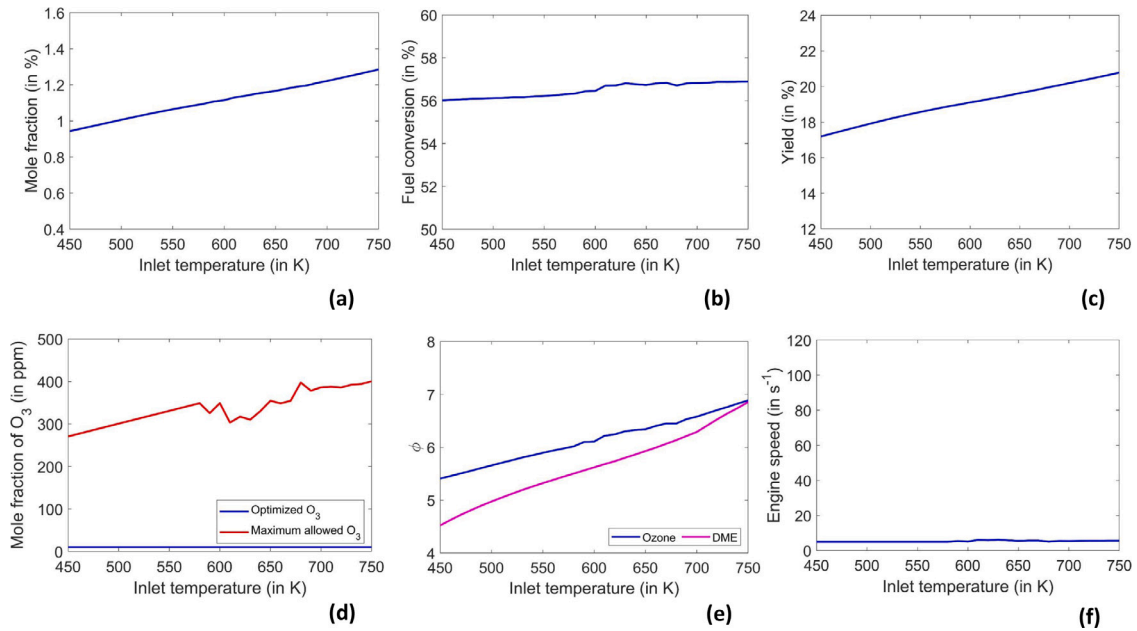 Mole fraction (in %)
1.6
1.4
1.2
1
0.8
0.6
0.4
450 500 550 600 650 700 750
Inlet temperature (in K)
(a)
Fuel conversion (in %)
60
59
58
57
56
55
54
53
52
51
50
450 500 550 600 650 700 750
Inlet temperature (in K)
(b)
Yield (in %)
24
22
20
18
16
14
12
450 500 550 600 650 700 750
Inlet temperature (in K)
(c)
Mole fraction of O₃ (in ppm)
500
400
300
200
100
0
Optimized O₃
Maximum allowed O₃
450 500 550 600 650 700 750
Inlet temperature (in K)
(d)
ϕ
8
7
6
5
4
Ozone DME
450 500 550 600 650 700 750
Inlet temperature (in K)
(e)
Engine speed (in s⁻¹)
120
100
80
60
40
20
0
450 500 550 600 650 700 750
Inlet temperature (in K)
(f)